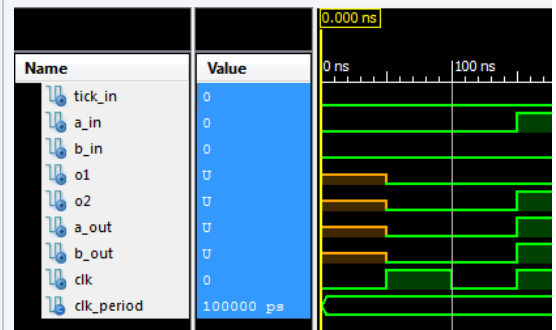 0.000 ns
Name Value 0 ns 100 ns
tick_in 0
a_in 0
b_in 0
o1 U
o2 U
a_out U
b_out U
clk 0
clk_period 100000 ps